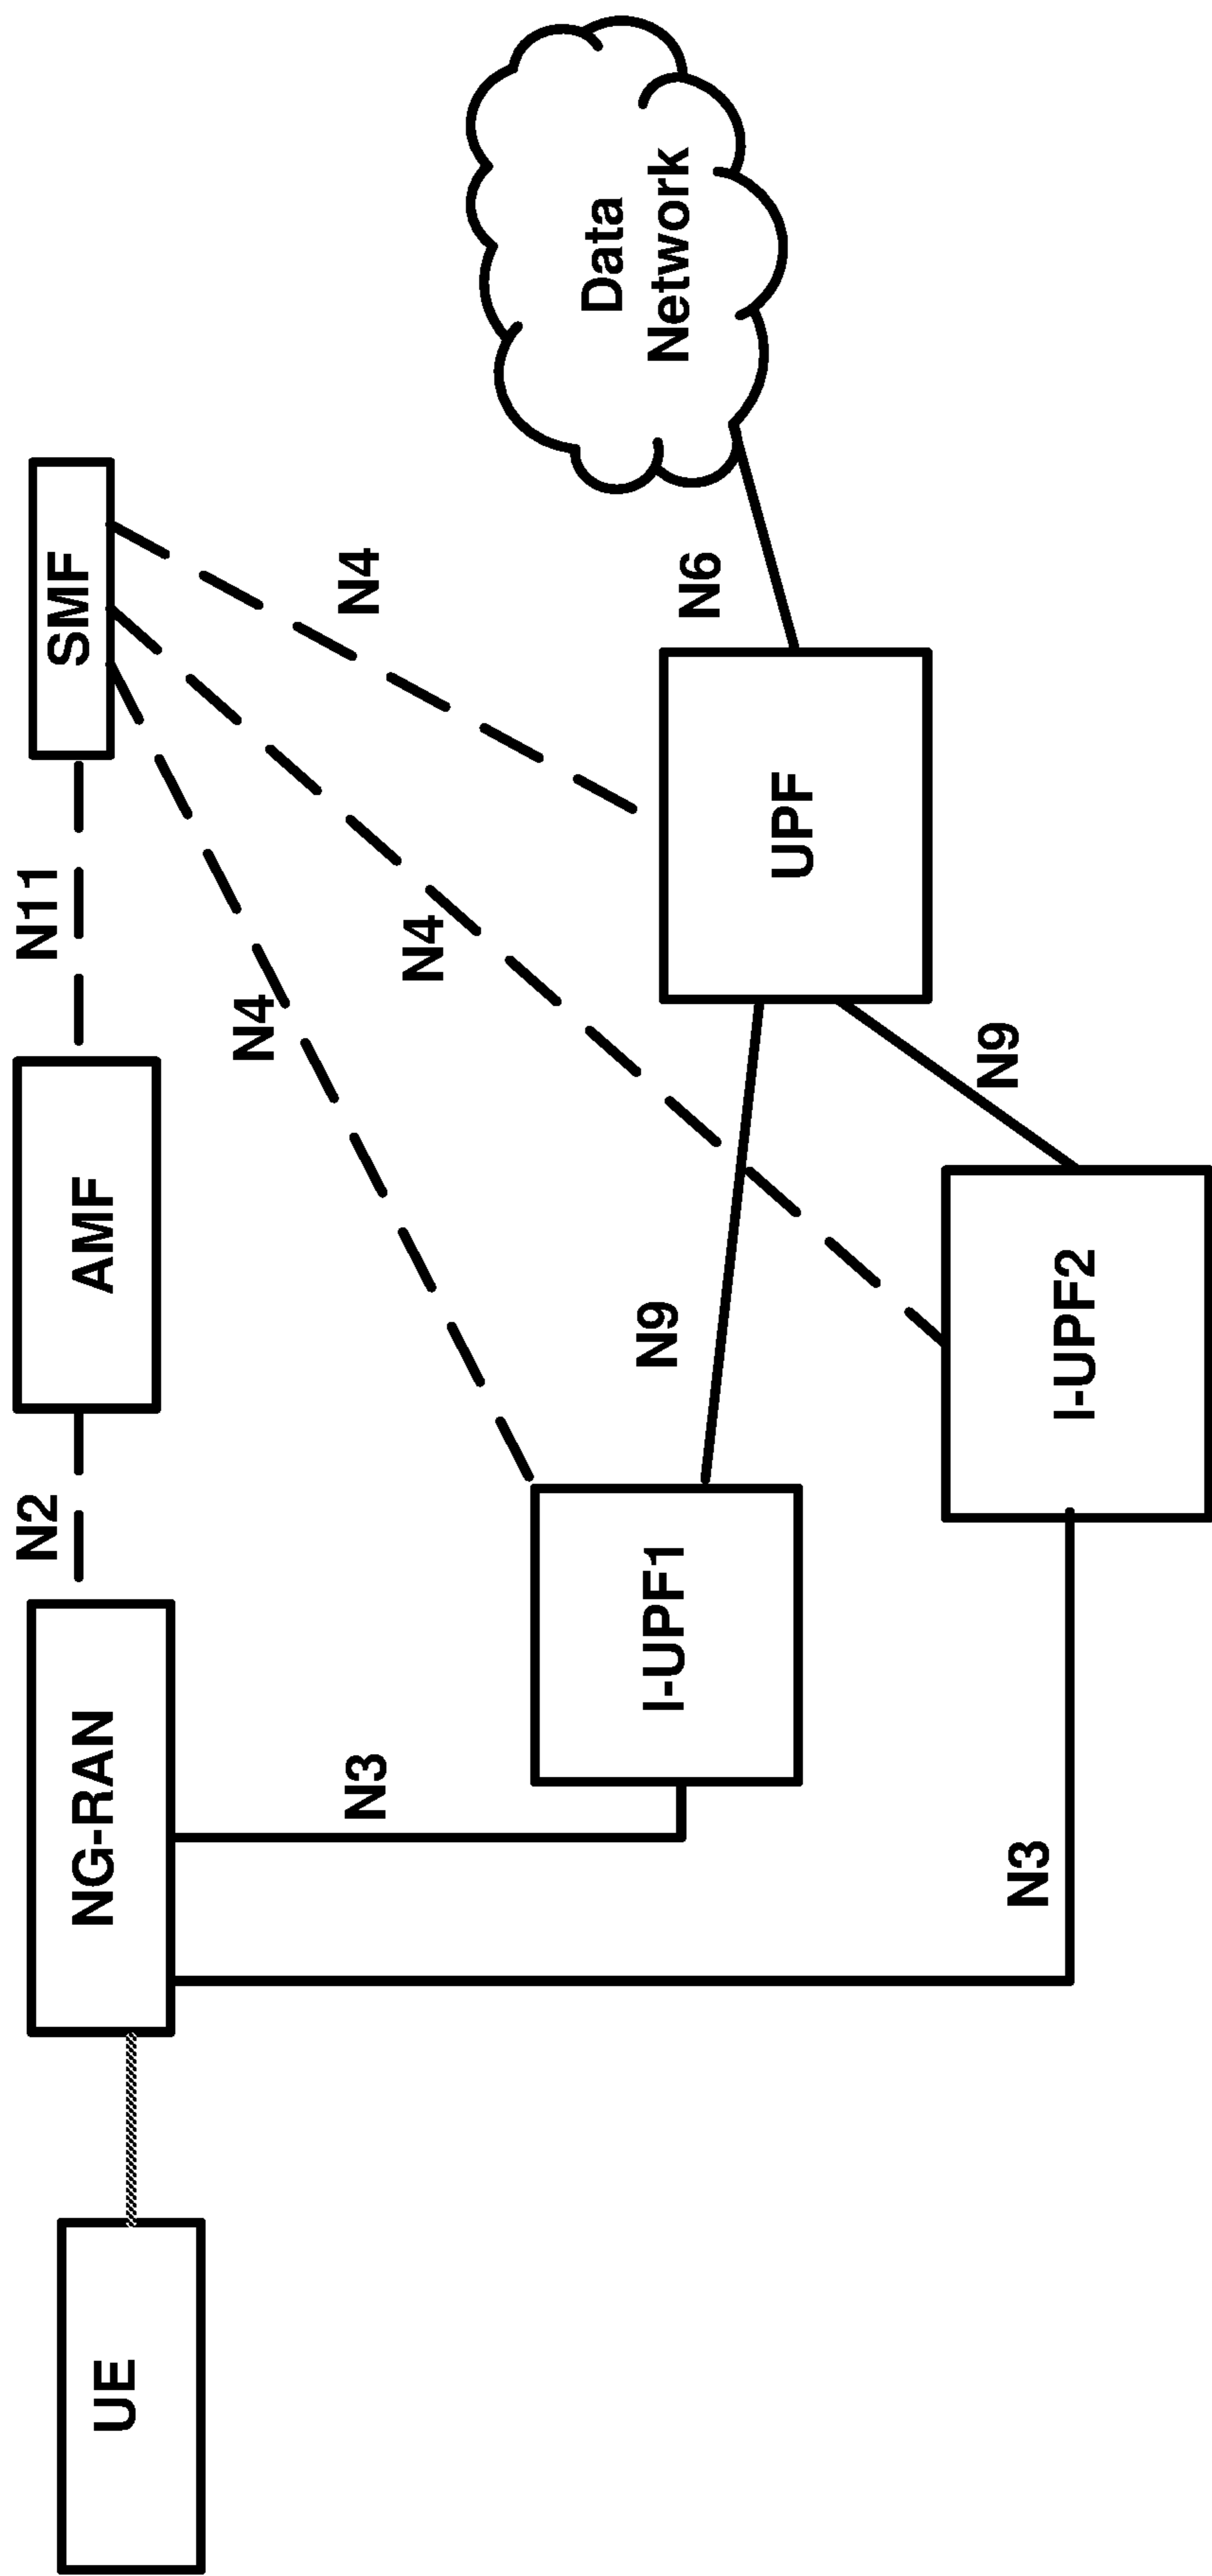 UE
NG-RAN
N2
AMF
N11
SMF
N3
N4
N4
N4
I-UPF1
N9
UPF
N6
Data
Network
N3
I-UPF2
N9